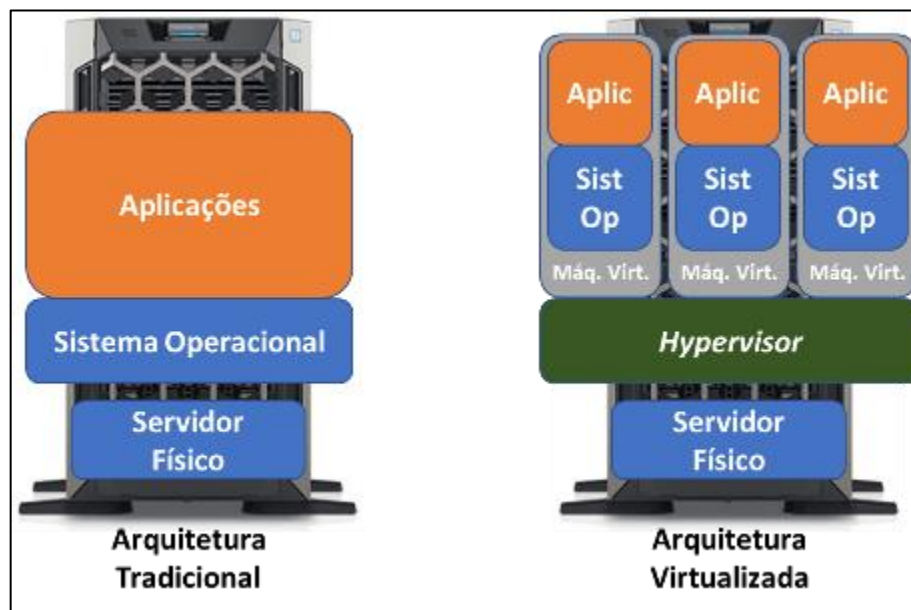 Aplicações
Sistema Operacional
Servidor
Físico
Arquitetura
Tradicional
Aplic
Aplic
Aplic
Sist
Op
Sist
Op
Sist
Op
Máq. Virt.
Máq. Virt.
Máq. Virt.
Hypervisor
Servidor
Físico
Arquitetura
Virtualizada